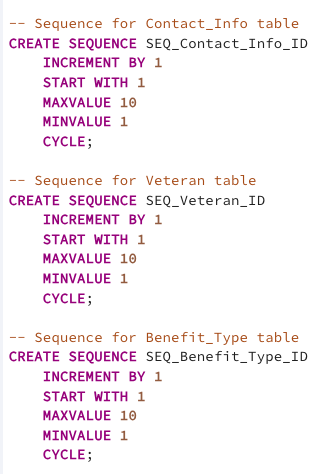 -- Sequence for Contact_Info table
CREATE SEQUENCE SEQ_Contact_Info_ID
    INCREMENT BY 1
    START WITH 1
    MAXVALUE 10
    MINVALUE 1
    CYCLE;

-- Sequence for Veteran table
CREATE SEQUENCE SEQ_Veteran_ID
    INCREMENT BY 1
    START WITH 1
    MAXVALUE 10
    MINVALUE 1
    CYCLE;

-- Sequence for Benefit_Type table
CREATE SEQUENCE SEQ_Benefit_Type_ID
    INCREMENT BY 1
    START WITH 1
    MAXVALUE 10
    MINVALUE 1
    CYCLE;